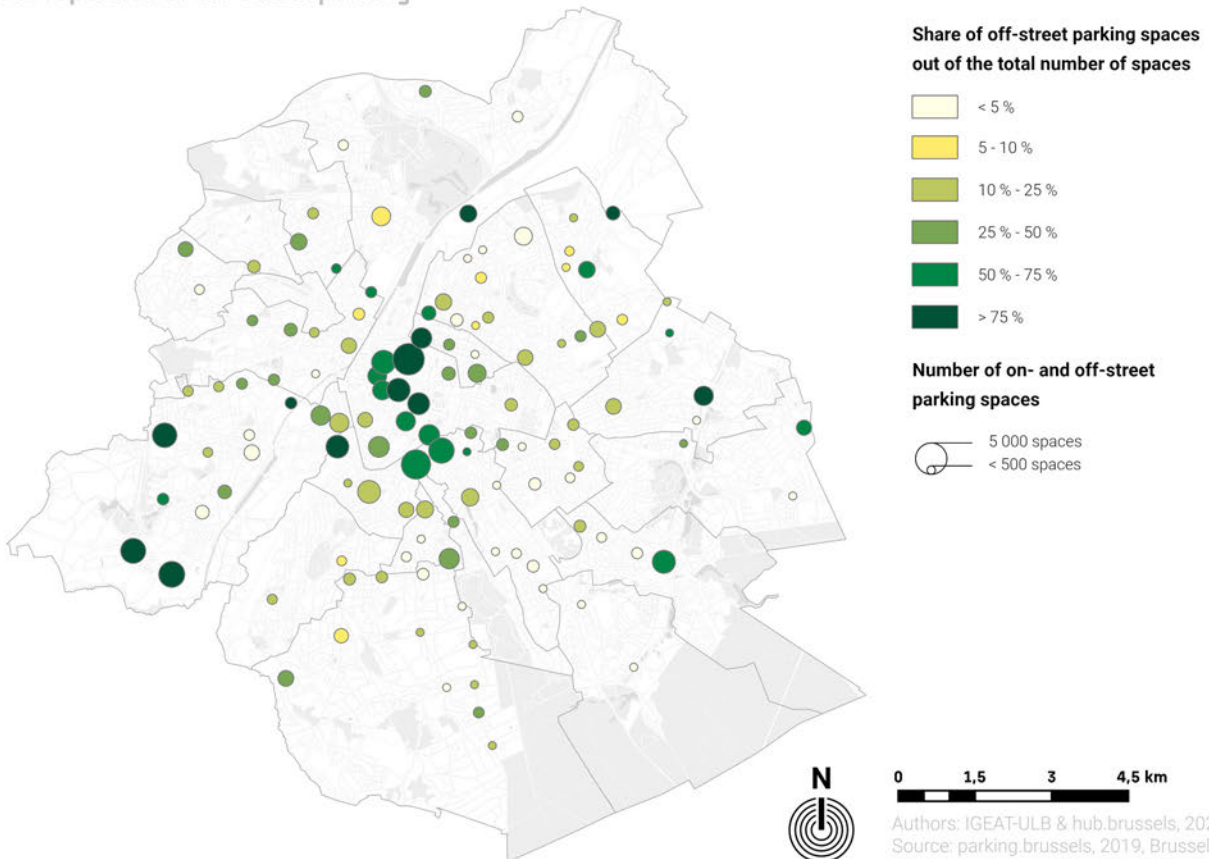 Share of off-street parking spaces
out of the total number of spaces
< 5 %
5 - 10 %
10 % - 25 %
25 % - 50 %
50 % - 75 %
> 75 %
Number of on- and off-street
parking spaces
5 000 spaces
< 500 spaces
N
0 1,5 3 4,5 km
Authors: IGEAT-ULB & hub.brussels,
Source: parking.brussels, 2019,